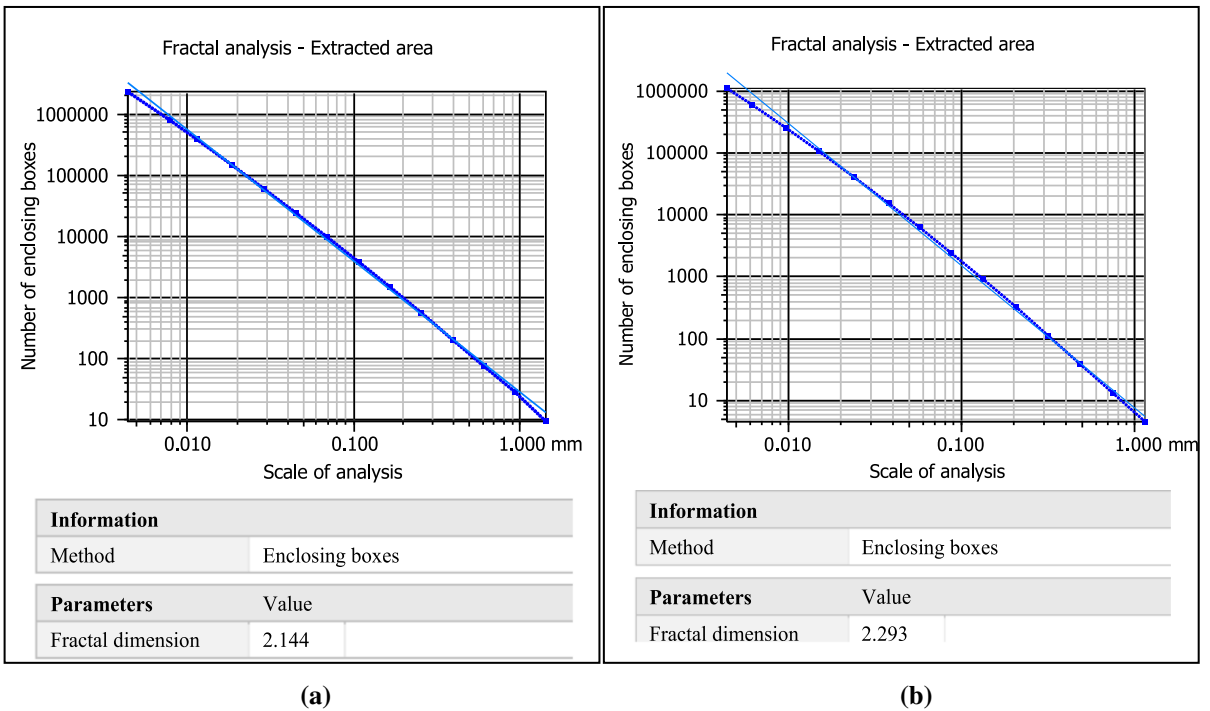 Fractal analysis - Extracted area
Number of enclosing boxes
1000000
100000
10000
1000
100
10
0.010 0.100 1.000 mm
Scale of analysis
Information
Method Enclosing boxes
Parameters Value
Fractal dimension 2.144
(a)
Fractal analysis - Extracted area
Number of enclosing boxes
1000000
100000
10000
1000
100
10
0.010 0.100 1.000 mm
Scale of analysis
Information
Method Enclosing boxes
Parameters Value
Fractal dimension 2.293
(b)